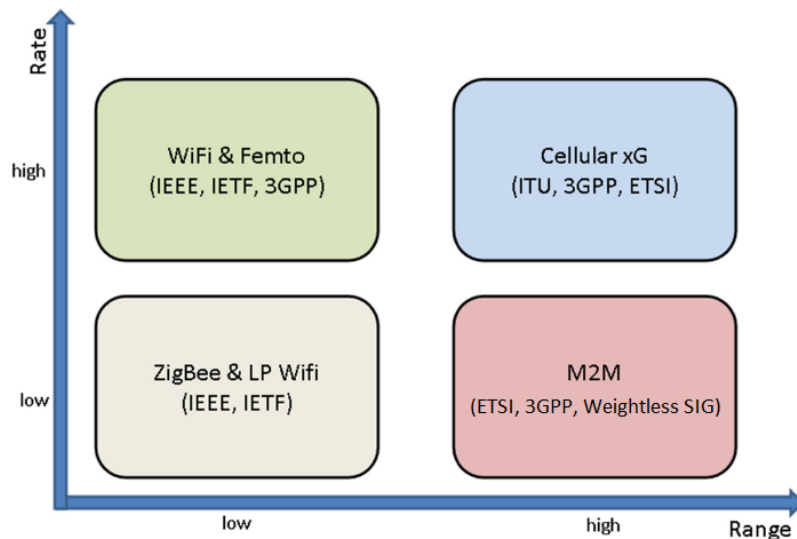 Rate
high
WiFi & Femto
(IEEE, IETF, 3GPP)
Cellular xG
(ITU, 3GPP, ETSI)
low
ZigBee & LP Wifi
(IEEE, IETF)
M2M
(ETSI, 3GPP, Weightless SIG)
low
high
Range